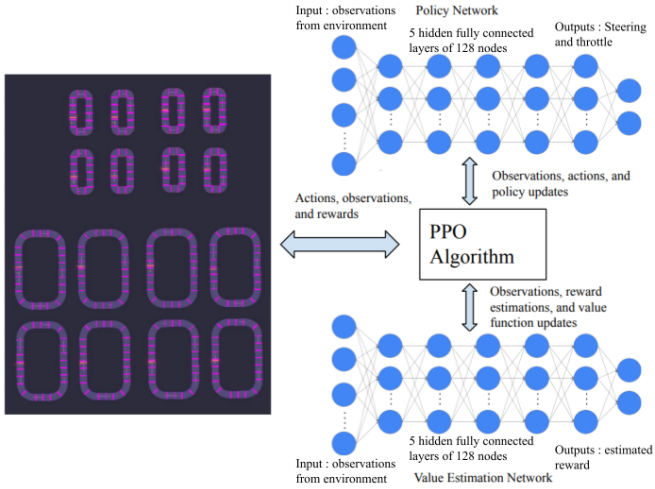 Input : observations
from environment
Policy Network
5 hidden fully connected
layers of 128 nodes
Outputs : Steering
and throttle
Observations, actions, and
policy updates
Actions, observations,
and rewards
PPO
Algorithm
Observations, reward
estimations, and value
function updates
5 hidden fully connected
layers of 128 nodes
Outputs : estimated
reward
Input : observations
from environment
Value Estimation Network